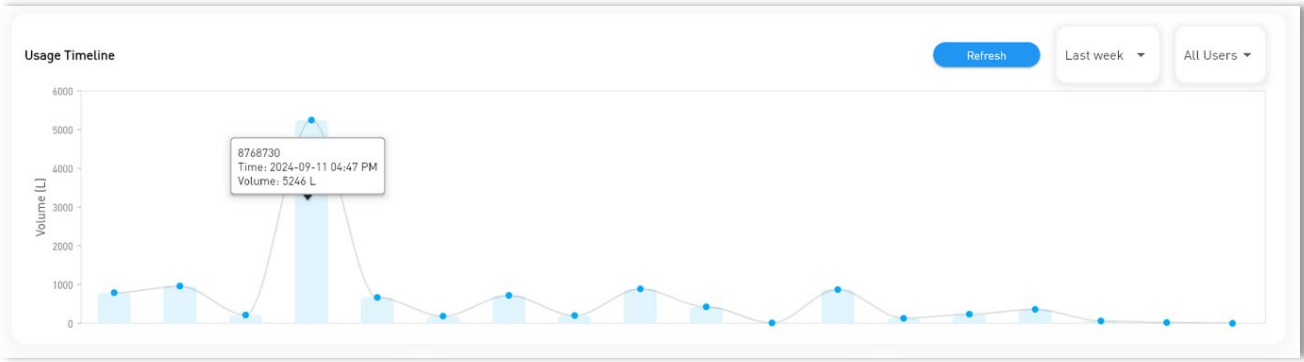 Usage Timeline
Refresh
Last week
All Users
6000
5000
4000
3000
2000
1000
0
Volume (L)
8768730
Time: 2024-09-11 04:47 PM
Volume: 5246 L